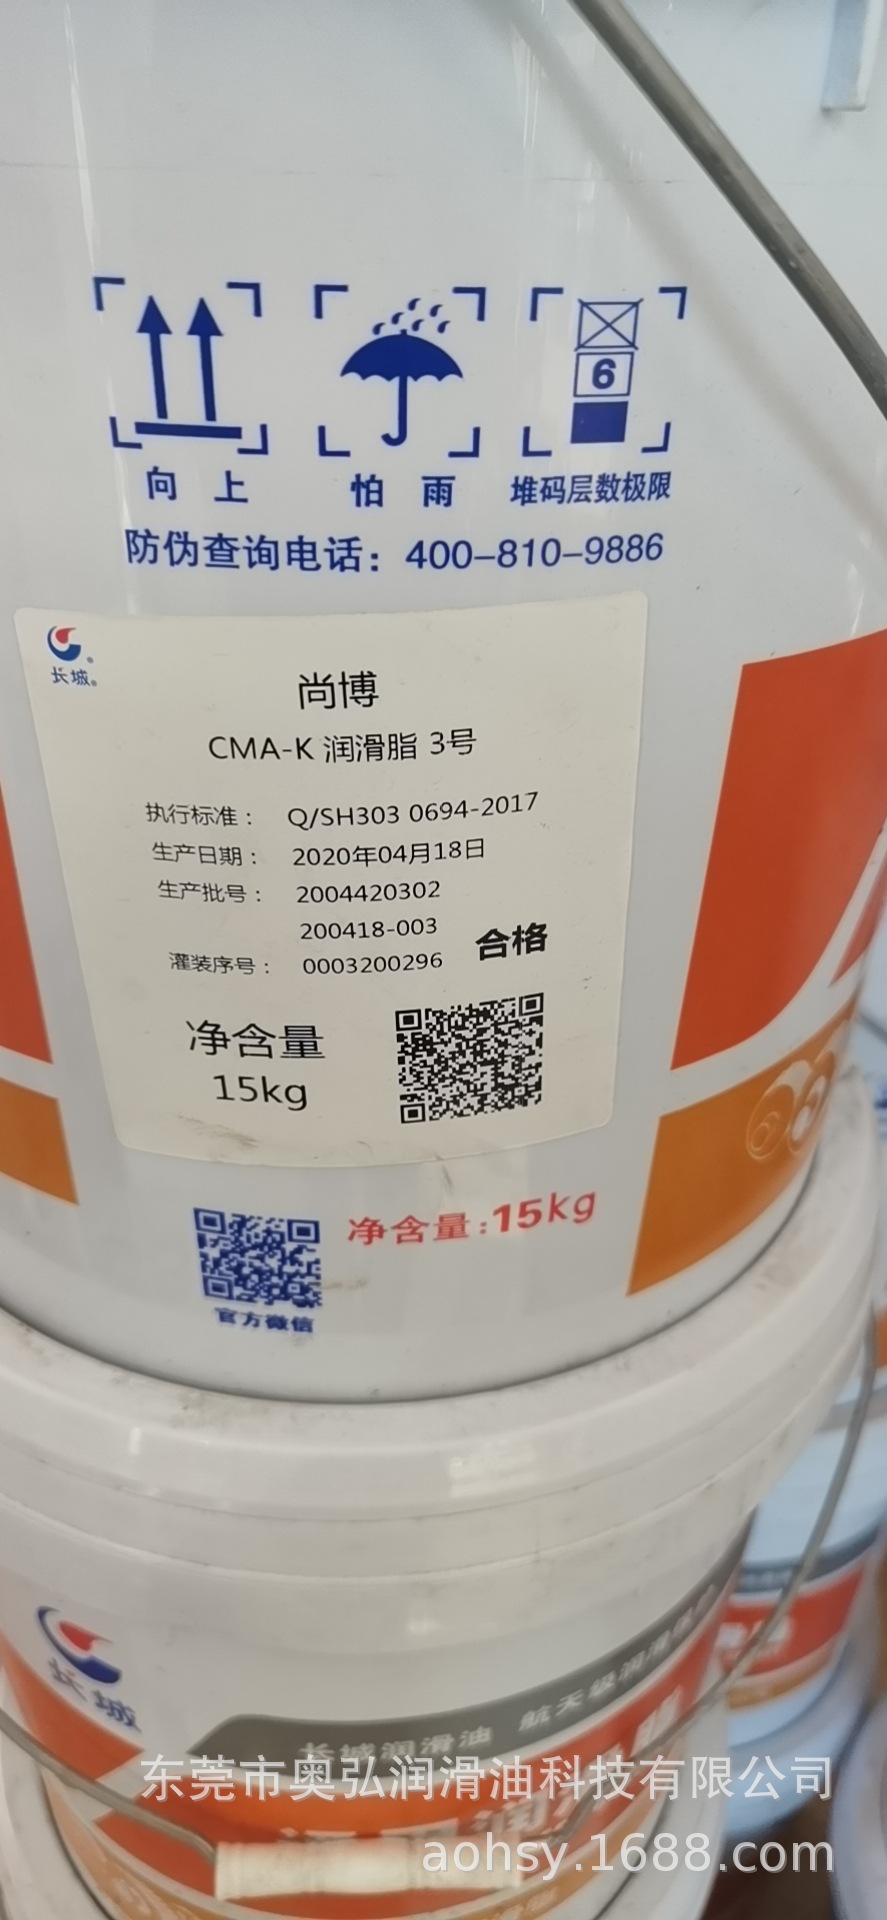 6
向 上
怕 雨
堆码层数极限
防伪查询电话：400-810-9886
长城®
尚博
CMA-K 润滑脂 3号
执行标准： Q/SH303 0694-2017
生产日期： 2020年04月18日
生产批号： 2004420302
200418-003
合格
灌装序号： 0003200296
净含量
15kg
净含量:15kg
官方微信
长城
长城润滑油 航天级润滑
东莞市奥弘润滑油科技有限公司
aohsy.1688.com